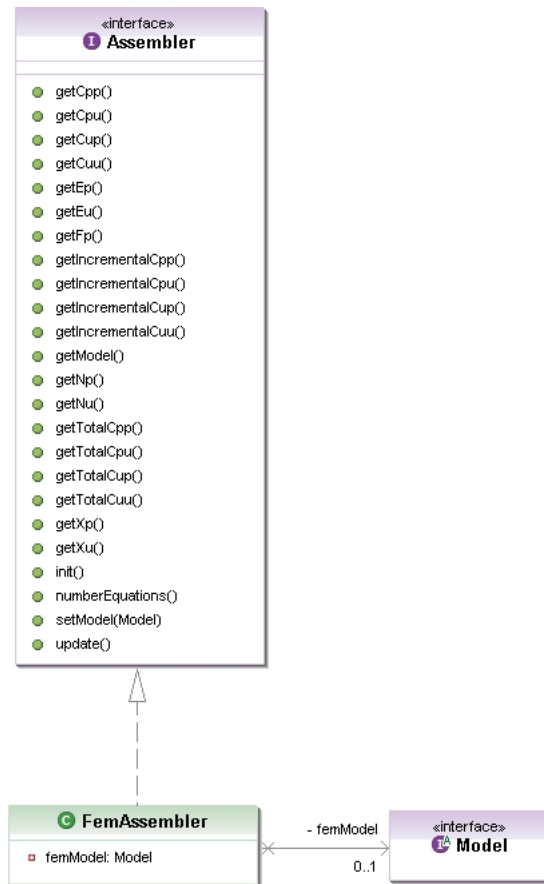 «interface»
Assembler
getCpp()
getCpu()
getCup()
getCuu()
getEp()
getEu()
getFp()
getIncrementalCpp()
getIncrementalCpu()
getIncrementalCup()
getIncrementalCuu()
getModel()
getNp()
getNu()
getTotalCpp()
getTotalCpu()
getTotalCup()
getTotalCuu()
getXp()
getXu()
init()
numberEquations()
setModel(Model)
update()
FemAssembler
femModel: Model
- femModel
0..1
«interface»
Model